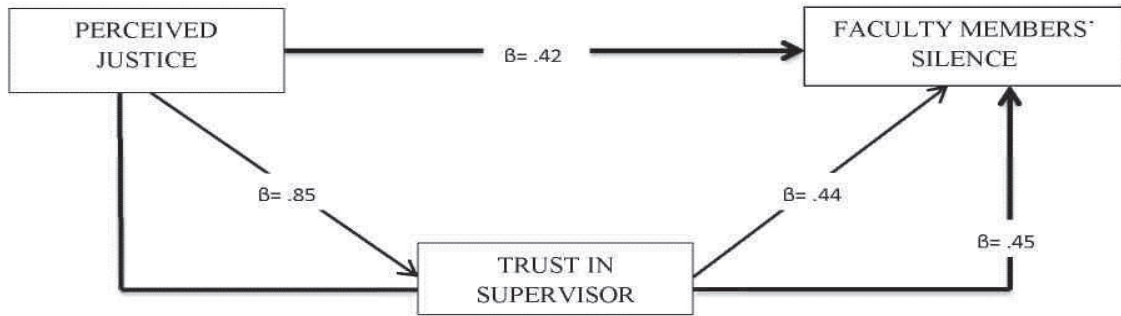 PERCEIVED
JUSTICE
FACULTY MEMBERS`
SILENCE
ß= .42
ß= .85
ß= .44
ß= .45
TRUST IN
SUPERVISOR